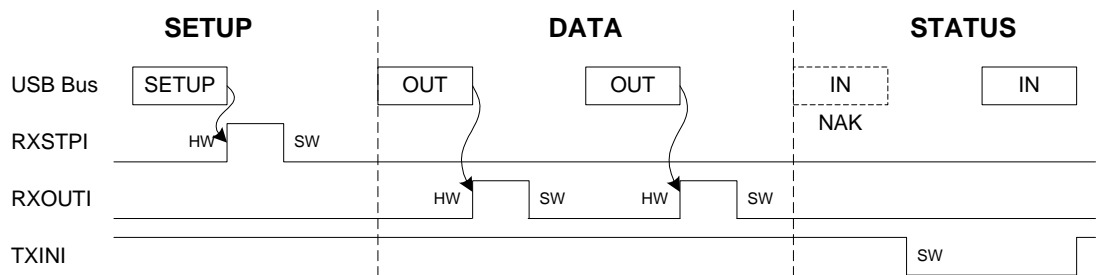 SETUP DATA STATUS
USB Bus SETUP OUT OUT IN IN
NAK
RXSTPI HW SW
RXOUTI HW SW HW SW
TXINI SW